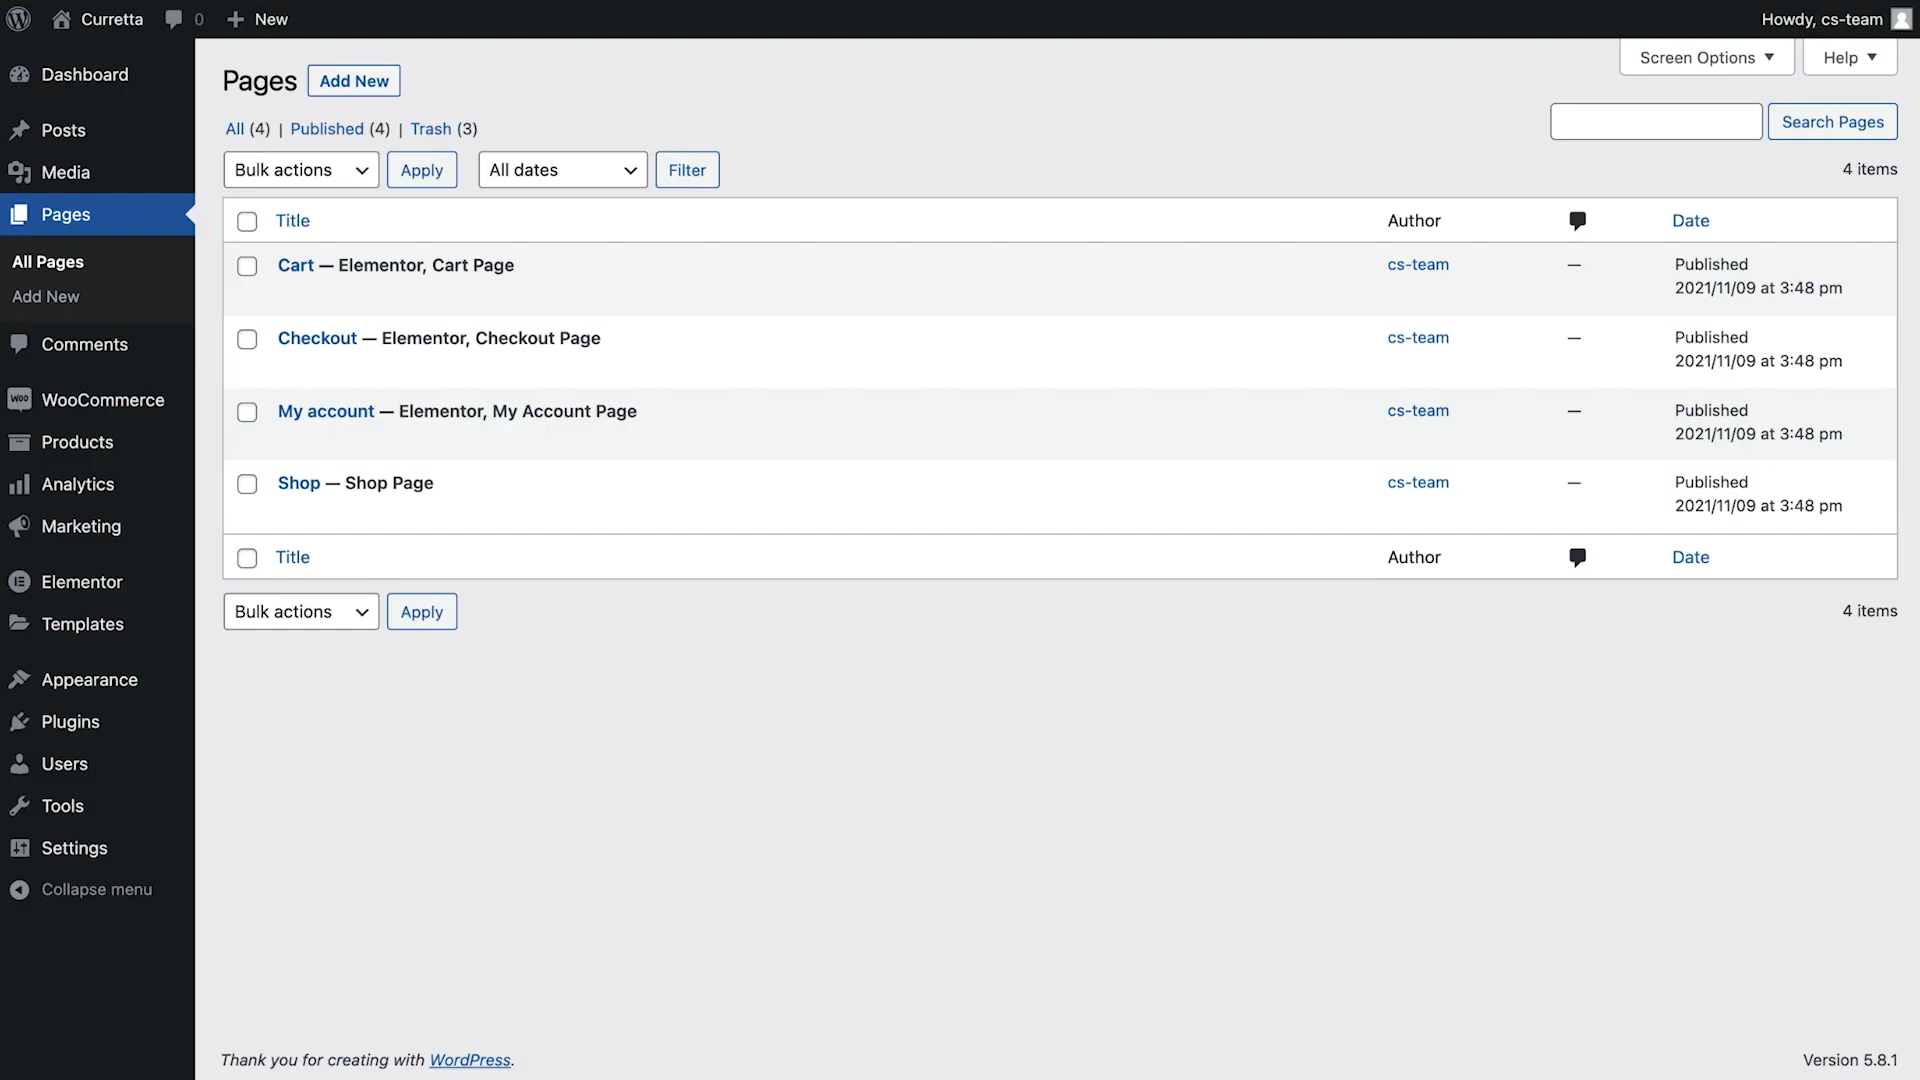 Curretta 0 New Howdy, cs-team
Dashboard
Posts
Media
Pages
All Pages
Add New
Comments
WOO WooCommerce
Products
Analytics
Marketing
Elementor
Templates
Appearance
Plugins
Users
Tools
Settings
Collapse menu
Screen Options Help
Pages Add New
All (4) | Published (4) | Trash (3)
Search Pages
Bulk actions Apply All dates Filter 4 items
Title Author Date
Cart — Elementor, Cart Page cs-team — Published
2021/11/09 at 3:48 pm
Checkout — Elementor, Checkout Page cs-team — Published
2021/11/09 at 3:48 pm
My account — Elementor, My Account Page cs-team — Published
2021/11/09 at 3:48 pm
Shop — Shop Page cs-team — Published
2021/11/09 at 3:48 pm
Title Author Date
Bulk actions Apply 4 items
Thank you for creating with WordPress. Version 5.8.1